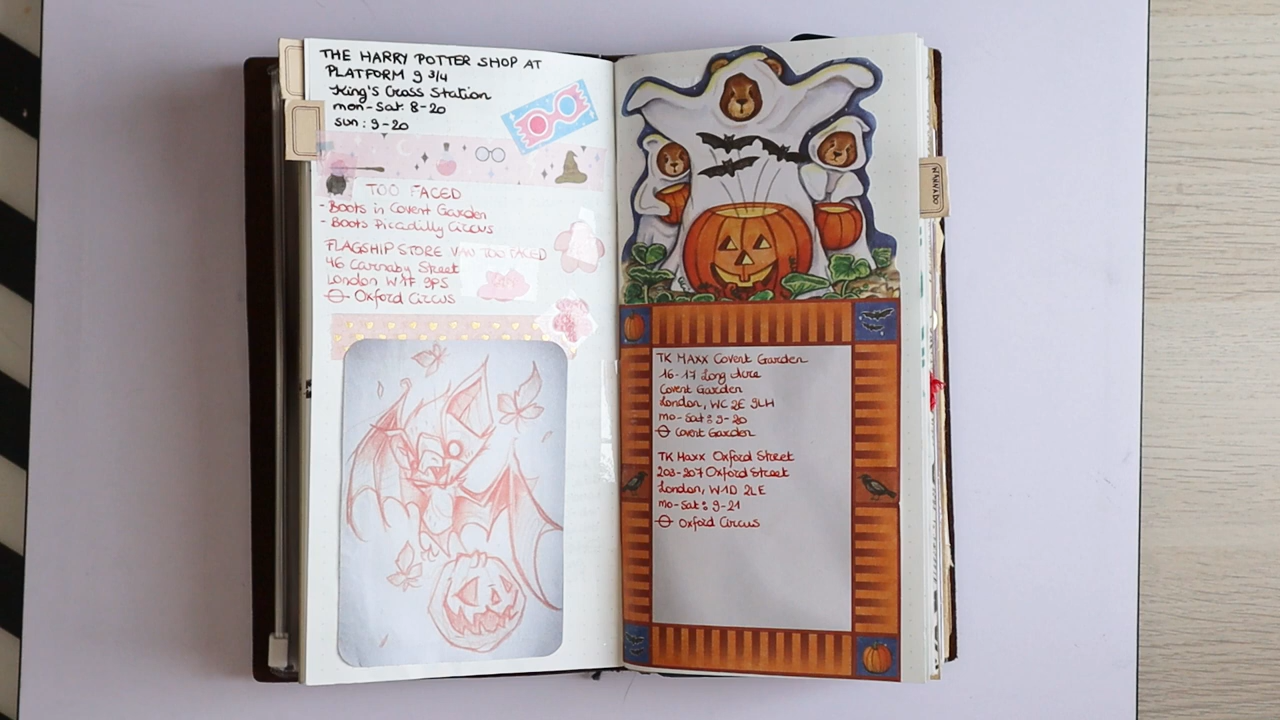 THE HARRY POTTER SHOP AT
PLATFORM 9 3/4
King's Cross Station
mon-sat: 8-20
sun: 9-20
TOO FACED
- Boots in Covent Garden
- Boots Picadilly Circus
FLAGSHIP STORE VAN TOO FACED
46 Carnaby Street
London W1F 9PS
Oxford Circus
TK MAXX Covent Garden
16-17 Long Acre
Covent Garden
London, WC2E 9LH
mo-sat: 9-20
Covent Garden
TK Maxx Oxford Street
203-207 Oxford Street
London, W1D 2LE
mo-sat: 9-21
Oxford Circus